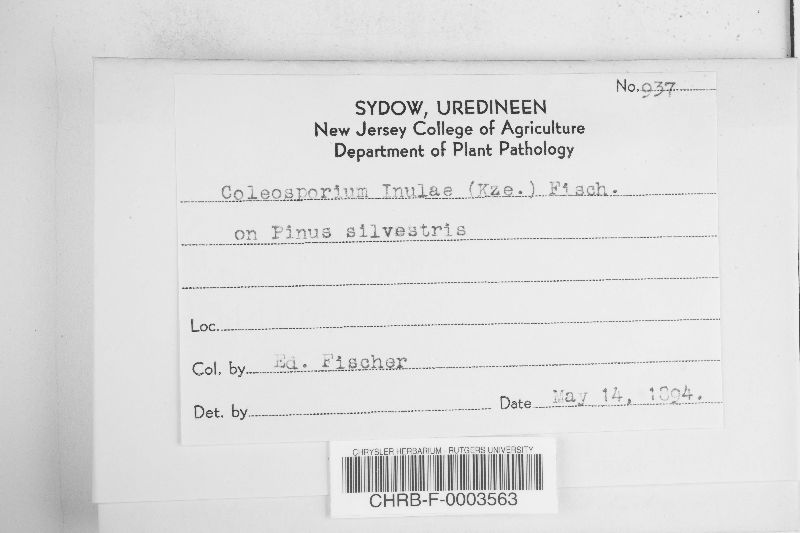 No. 937
SYDOW, UREDINEEN
New Jersey College of Agriculture
Department of Plant Pathology
Coleosporium Inulae (Kze.) Fisch.
on Pinus silvestris
Loc.
Col. by Ed. Fischer
Det. by Date May 14, 1894.
CHRYSLER HERBARIUM - RUTGERS UNIVERSITY
CHRB-F-0003563